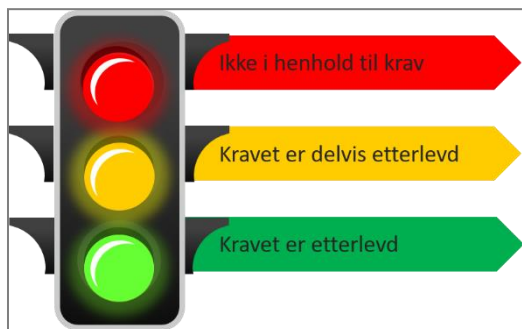 Ikke i henhold til krav
Kravet er delvis etterlevd
Kravet er etterlevd